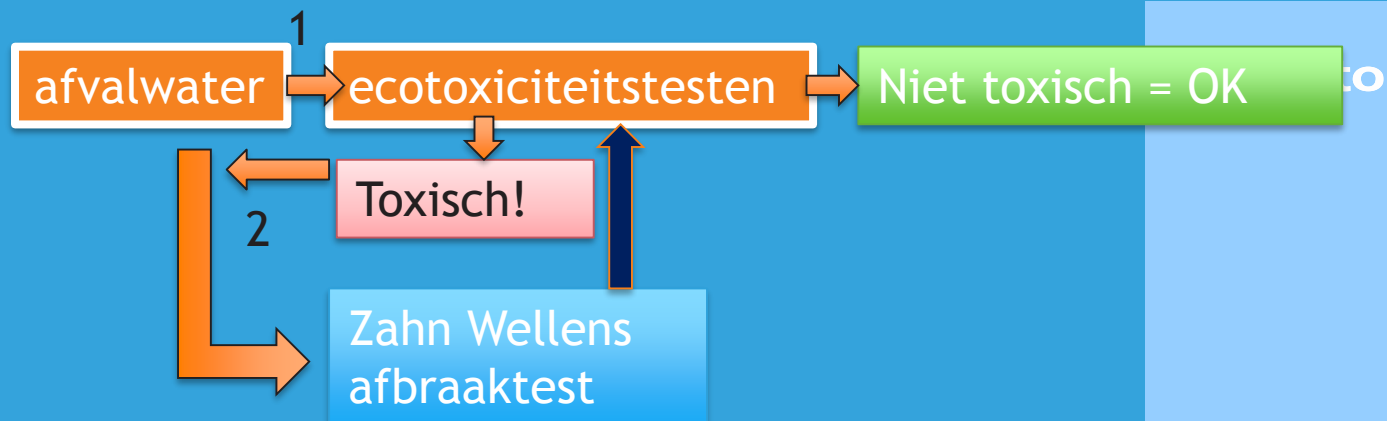 1
afvalwater
ecotoxiciteitstesten
Niet toxisch = OK
Toxisch!
2
Zahn Wellens
afbraaktest